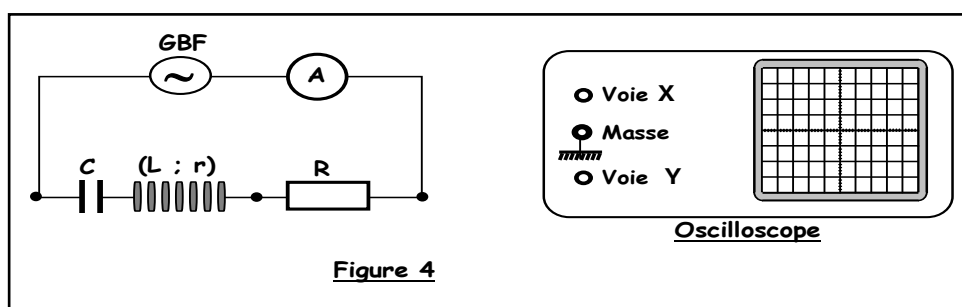 GBF
~
A
C
(L ; r)
R
Figure 4
Voie X
Masse
Voie Y
Oscilloscope